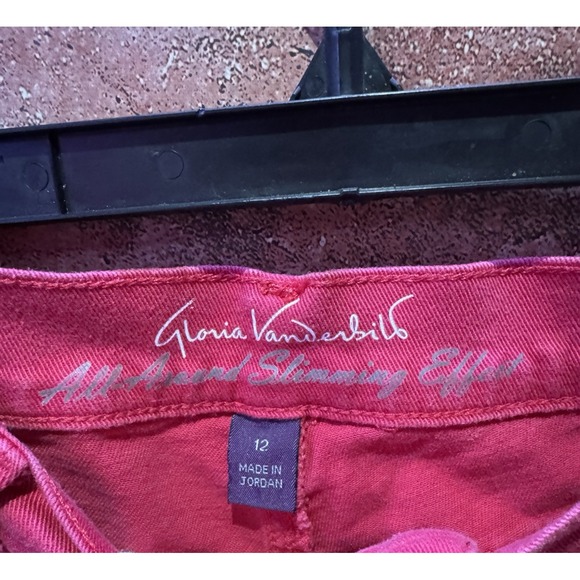 Gloria Vanderbilt
All-Around Slimming Effect
12
MADE IN
JORDAN